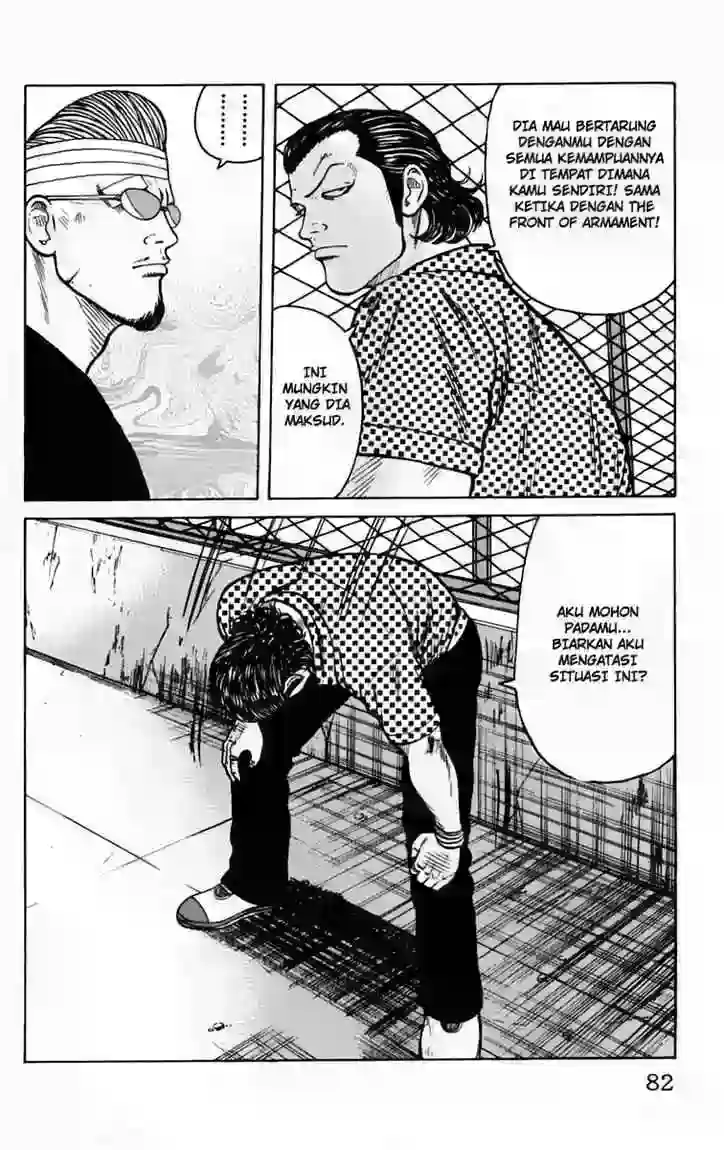 DIA MAU BERTARUNG
DENGANMU DENGAN
SEMUA KEMAMPUANNYA
DI TEMPAT DIMANA
KAMU SENDIRI! SAMA
KETIKA DENGAN THE
FRONT OF ARMAMENT!
INI
MUNGKIN
YANG DIA
MAKSUD.
AKU MOHON
PADAMU...
BIARKAN AKU
MENGATASI
SITUASI INI?
82